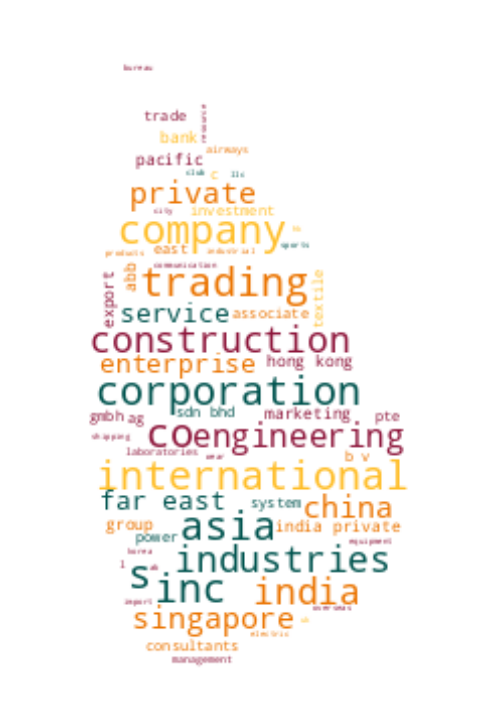 bureau
trade
resource
bank
airways
pacific
club c llc
private
city investment
company
sports
east
products industrial
communication
abb
trading
export
textile
service associate
construction
enterprise hong kong
corporation
gmbh ag sdn bhd marketing pte
co engineering
shipping
laboratories wear b v
international
far east system china
group asia india private
power equipment
industries
korea
l
s inc india
import overseas
singapore
electric
consultants
management